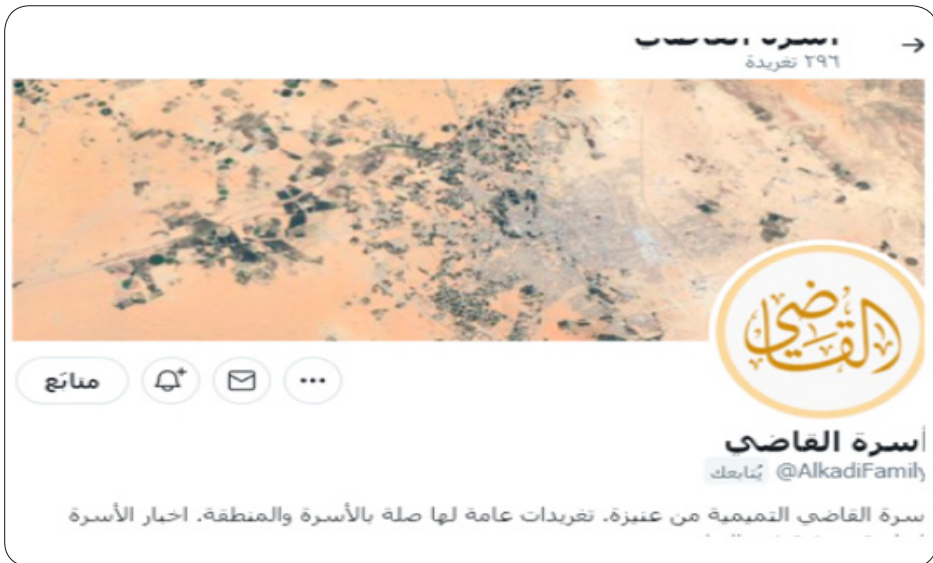 أسرة القاضي
٢٩٦ تغريدة
القاضي
متابَع
أسرة القاضي
@AlkadiFamily يُتابعك
سرة القاضي التميمية من عنيزة. تغريدات عامة لها صلة بالأسرة والمنطقة. اخبار الأسرة